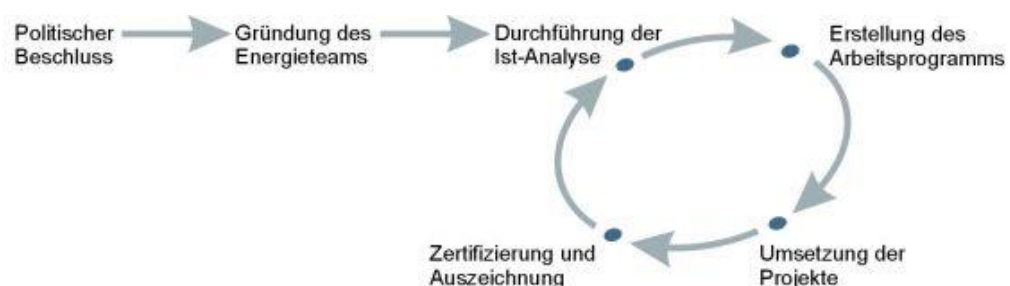 Politischer
Beschluss
Gründung des
Energieteams
Durchführung der
Ist-Analyse
Erstellung des
Arbeitsprogramms
Umsetzung der
Projekte
Zertifizierung und
Auszeichnung